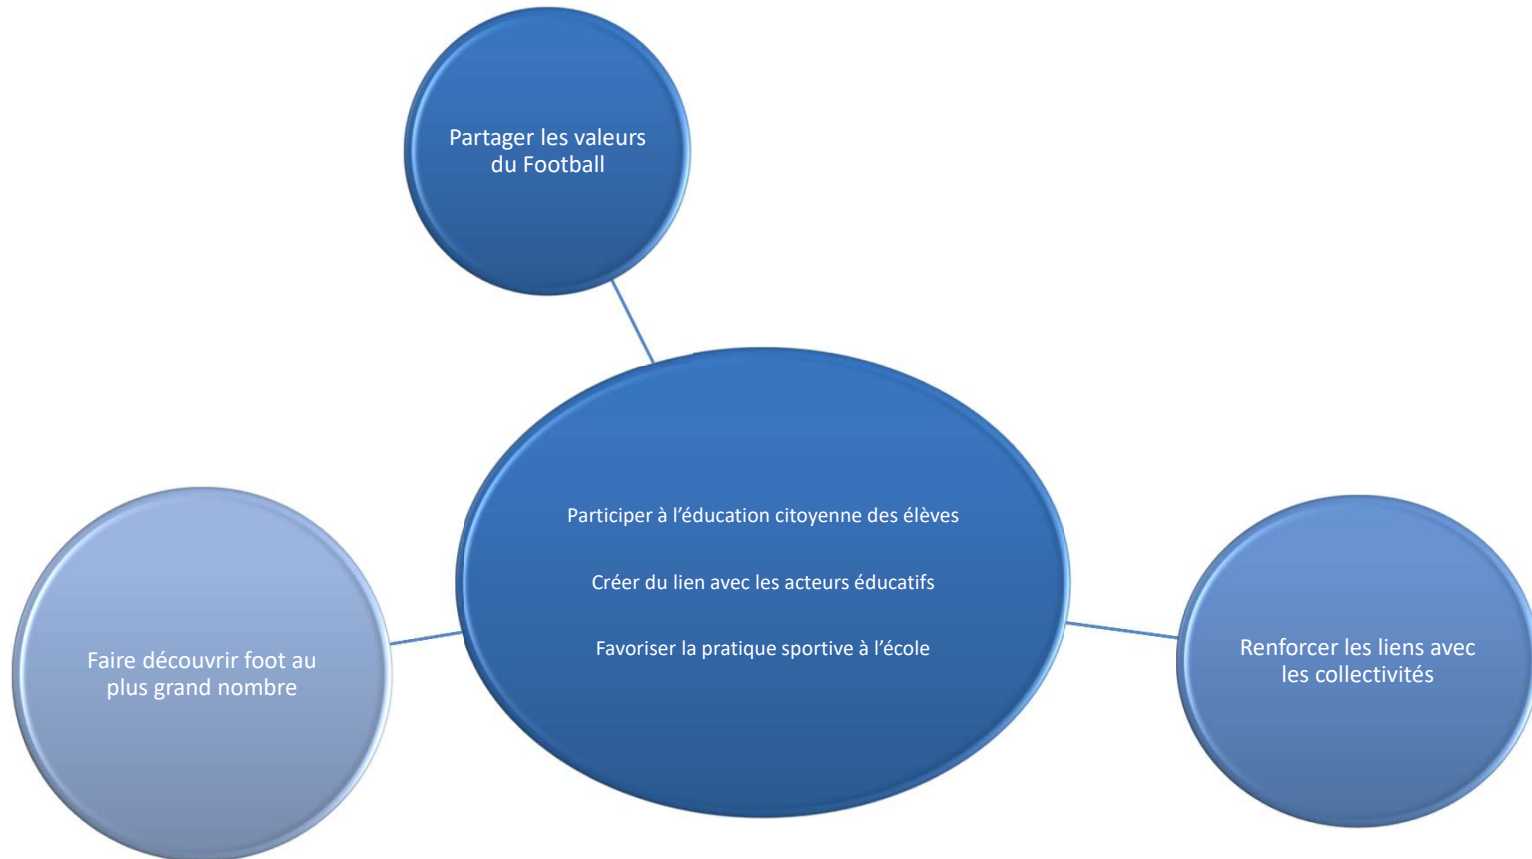 Partager les valeurs
du Football
Participer à l’éducation citoyenne des élèves
Créer du lien avec les acteurs éducatifs
Favoriser la pratique sportive à l’école
Faire découvrir foot au
plus grand nombre
Renforcer les liens avec
les collectivités